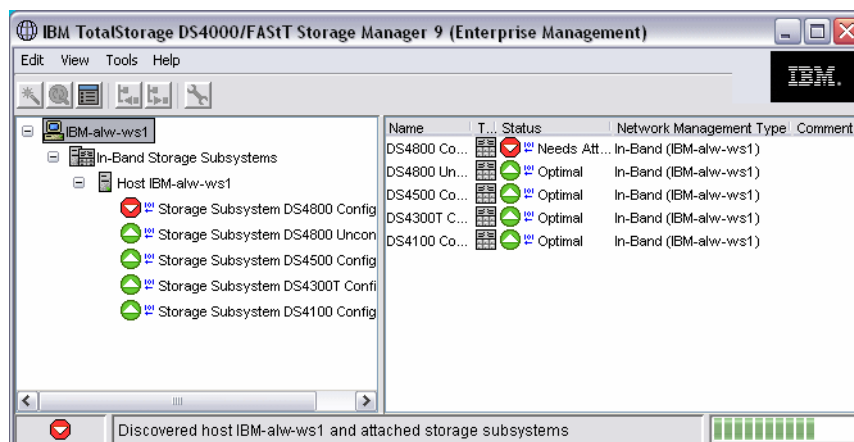 IBM TotalStorage DS4000/FAStT Storage Manager 9 (Enterprise Management)
Edit View Tools Help
IBM.
IBM-alw-ws1
In-Band Storage Subsystems
Host IBM-alw-ws1
Storage Subsystem DS4800 Config
Storage Subsystem DS4800 Uncon
Storage Subsystem DS4500 Config
Storage Subsystem DS4300T Confi
Storage Subsystem DS4100 Config
Name T... Status Network Management Type Comment
DS4800 Co... Needs Att... In-Band (IBM-alw-ws1)
DS4800 Un... Optimal In-Band (IBM-alw-ws1)
DS4500 Co... Optimal In-Band (IBM-alw-ws1)
DS4300T C... Optimal In-Band (IBM-alw-ws1)
DS4100 Co... Optimal In-Band (IBM-alw-ws1)
Discovered host IBM-alw-ws1 and attached storage subsystems